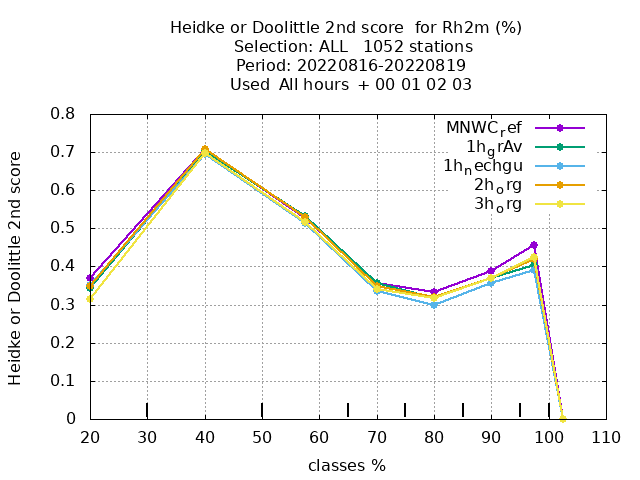 Heidke or Doolittle 2nd score  for Rh2m (%)
Selection: ALL   1052 stations
Period: 20220816-20220819
Used  All hours  + 00 01 02 03
Heidke or Doolittle 2nd score
0.8
0.7
0.6
0.5
0.4
0.3
0.2
0.1
0
MNWCref
1hgrAv
1hnechgu
2horg
3horg
20 30 40 50 60 70 80 90 100 110
classes %